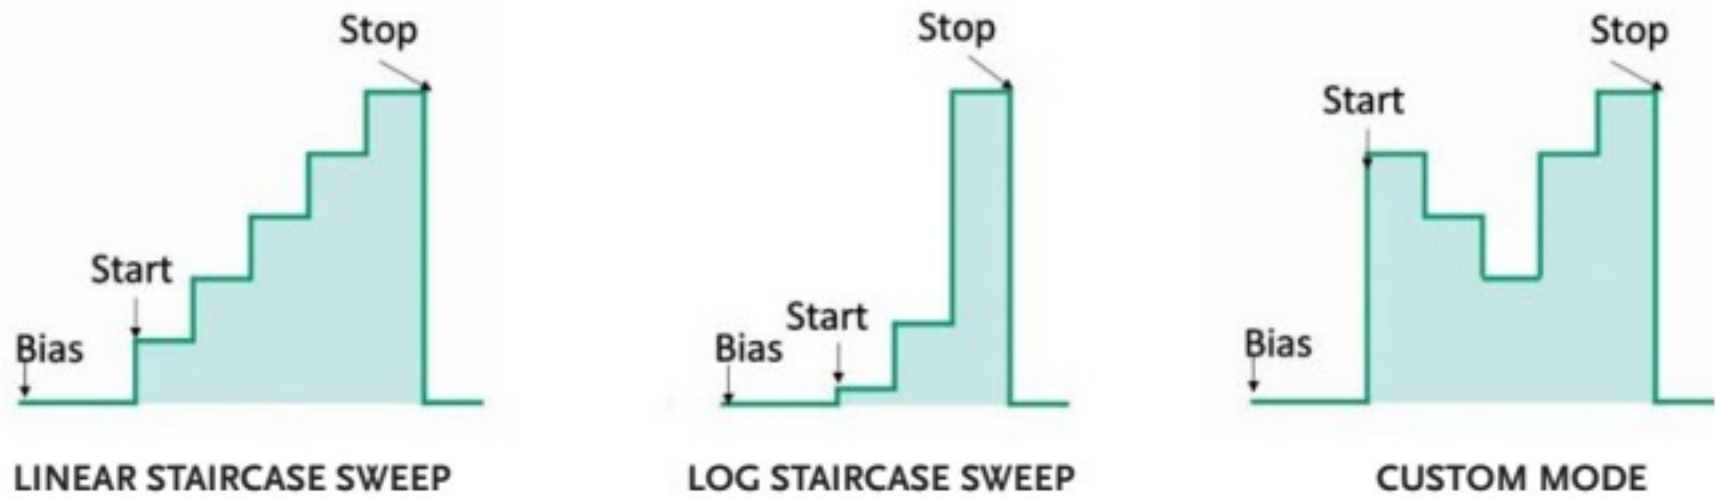 Stop
Start
Bias
LINEAR STAIRCASE SWEEP
Stop
Start
Bias
LOG STAIRCASE SWEEP
Stop
Start
Bias
CUSTOM MODE